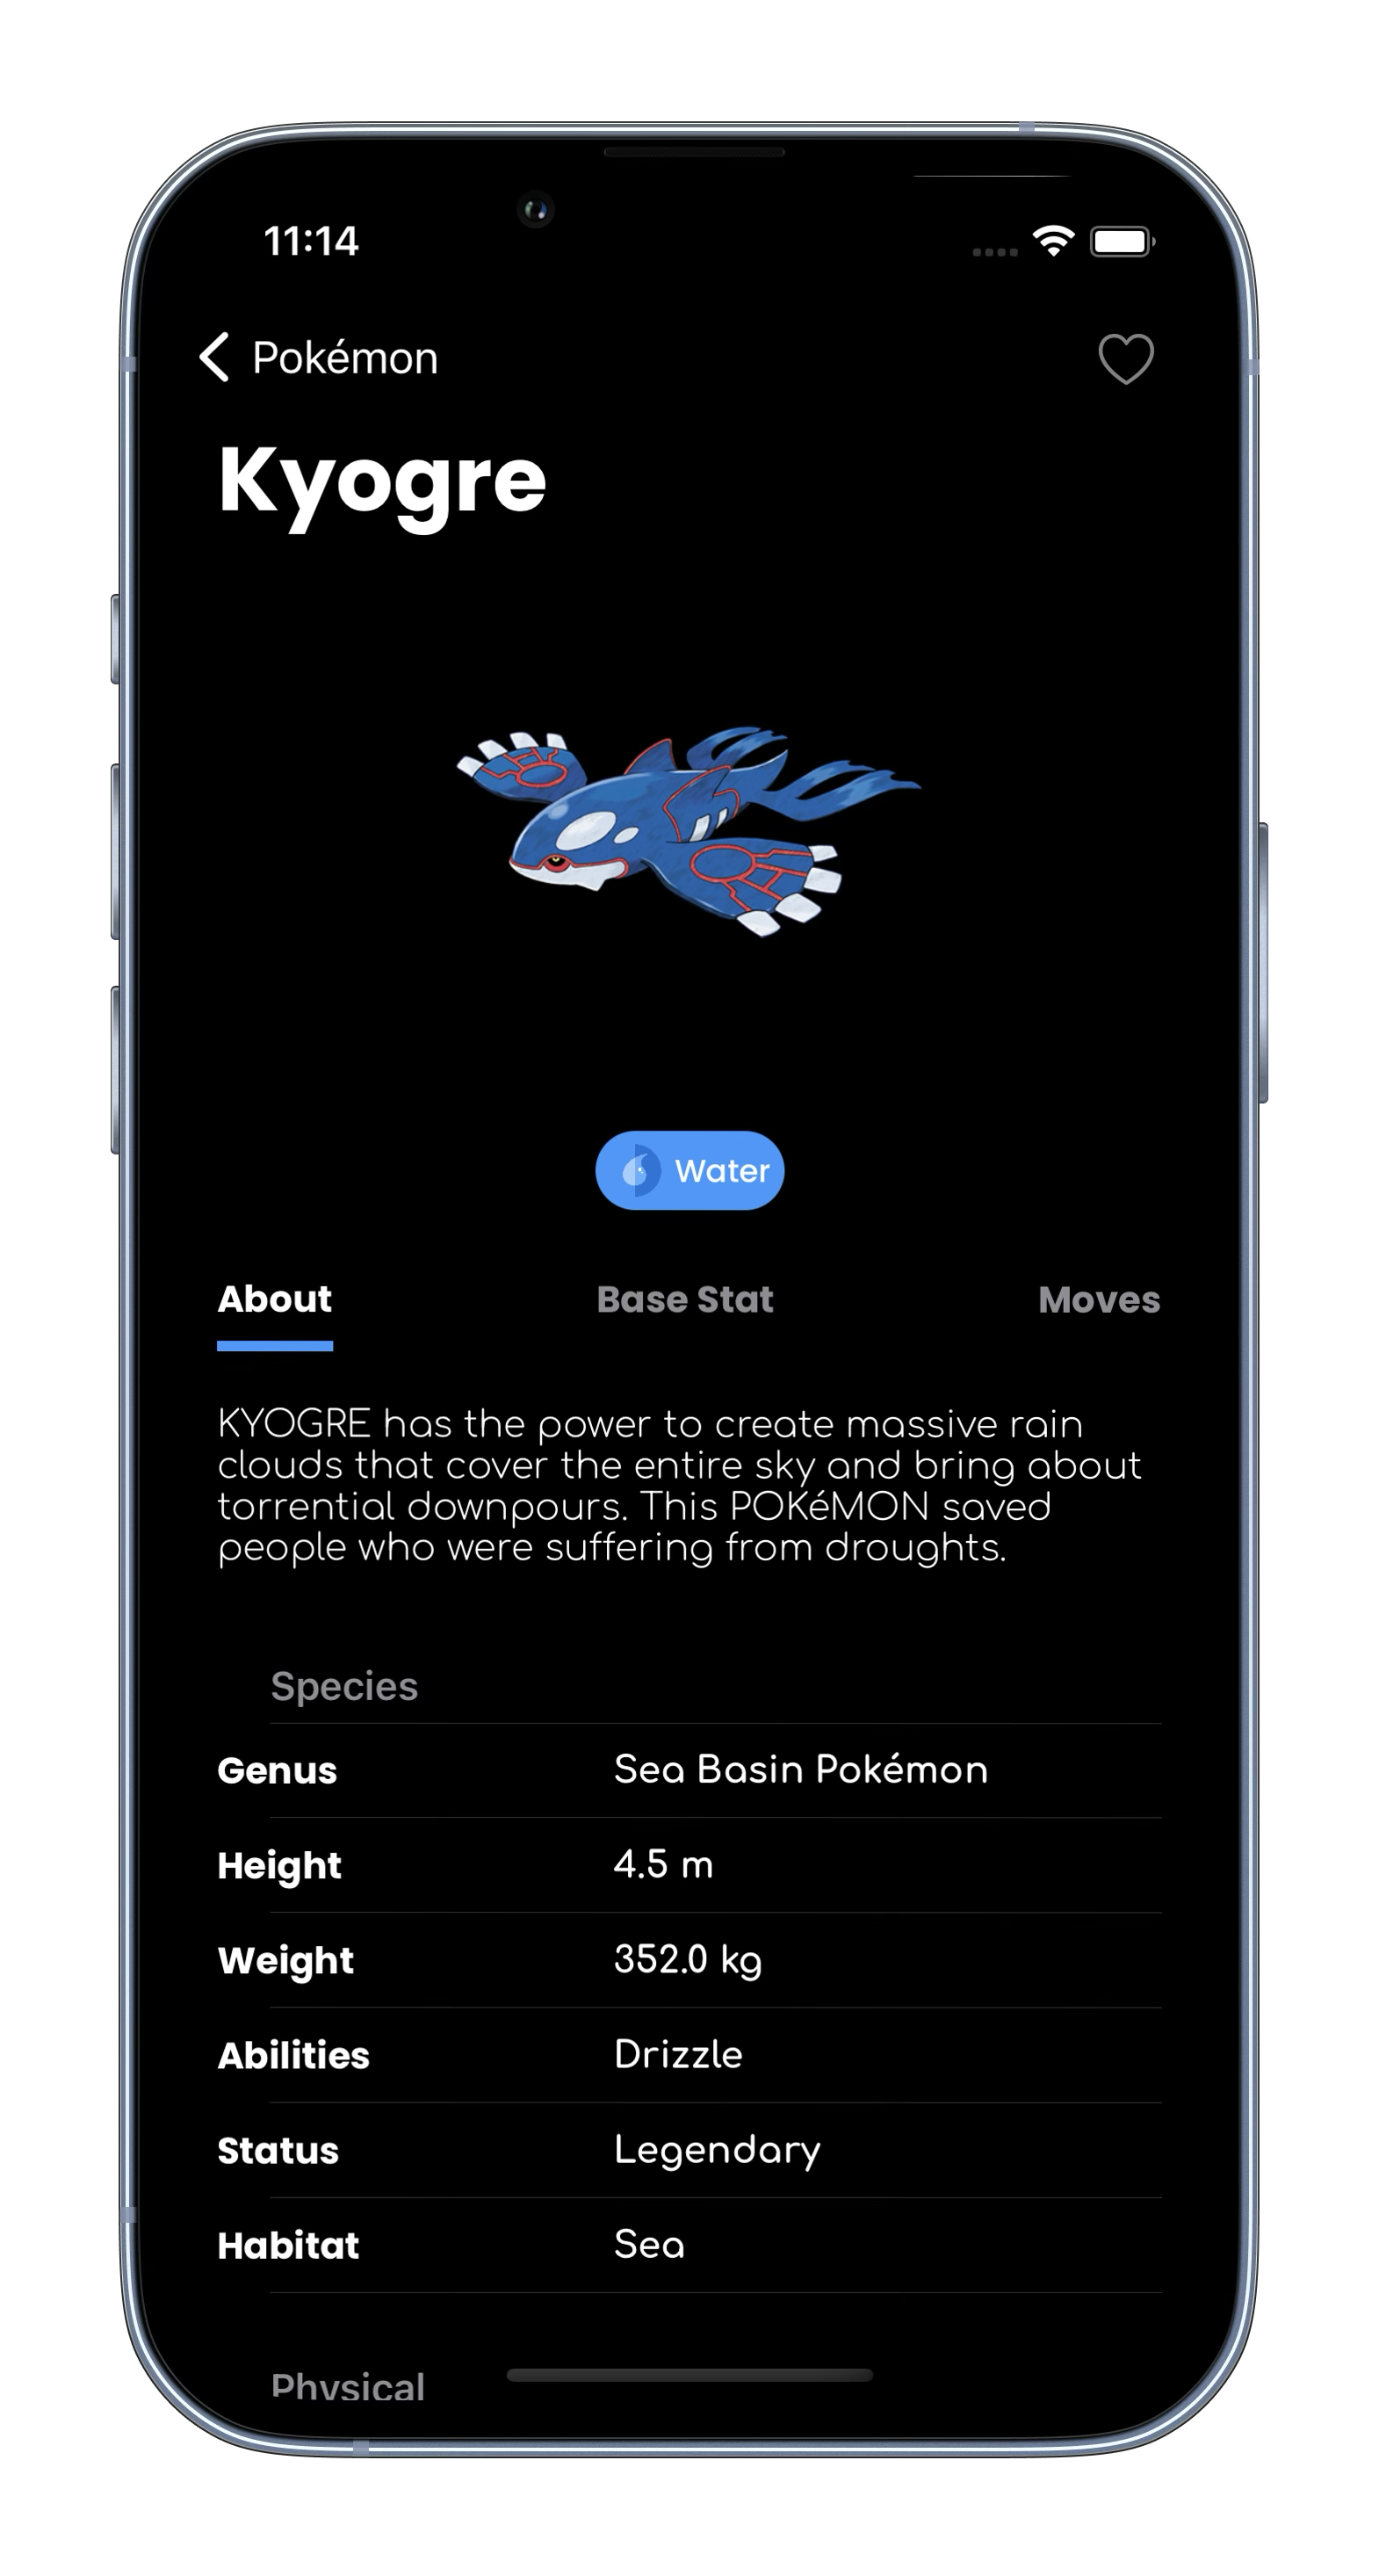 11:14
Pokémon
Kyogre
Water
About Base Stat Moves
KYOGRE has the power to create massive rain
clouds that cover the entire sky and bring about
torrential downpours. This POKéMON saved
people who were suffering from droughts.
Species
Genus Sea Basin Pokémon
Height 4.5 m
Weight 352.0 kg
Abilities Drizzle
Status Legendary
Habitat Sea
Physical